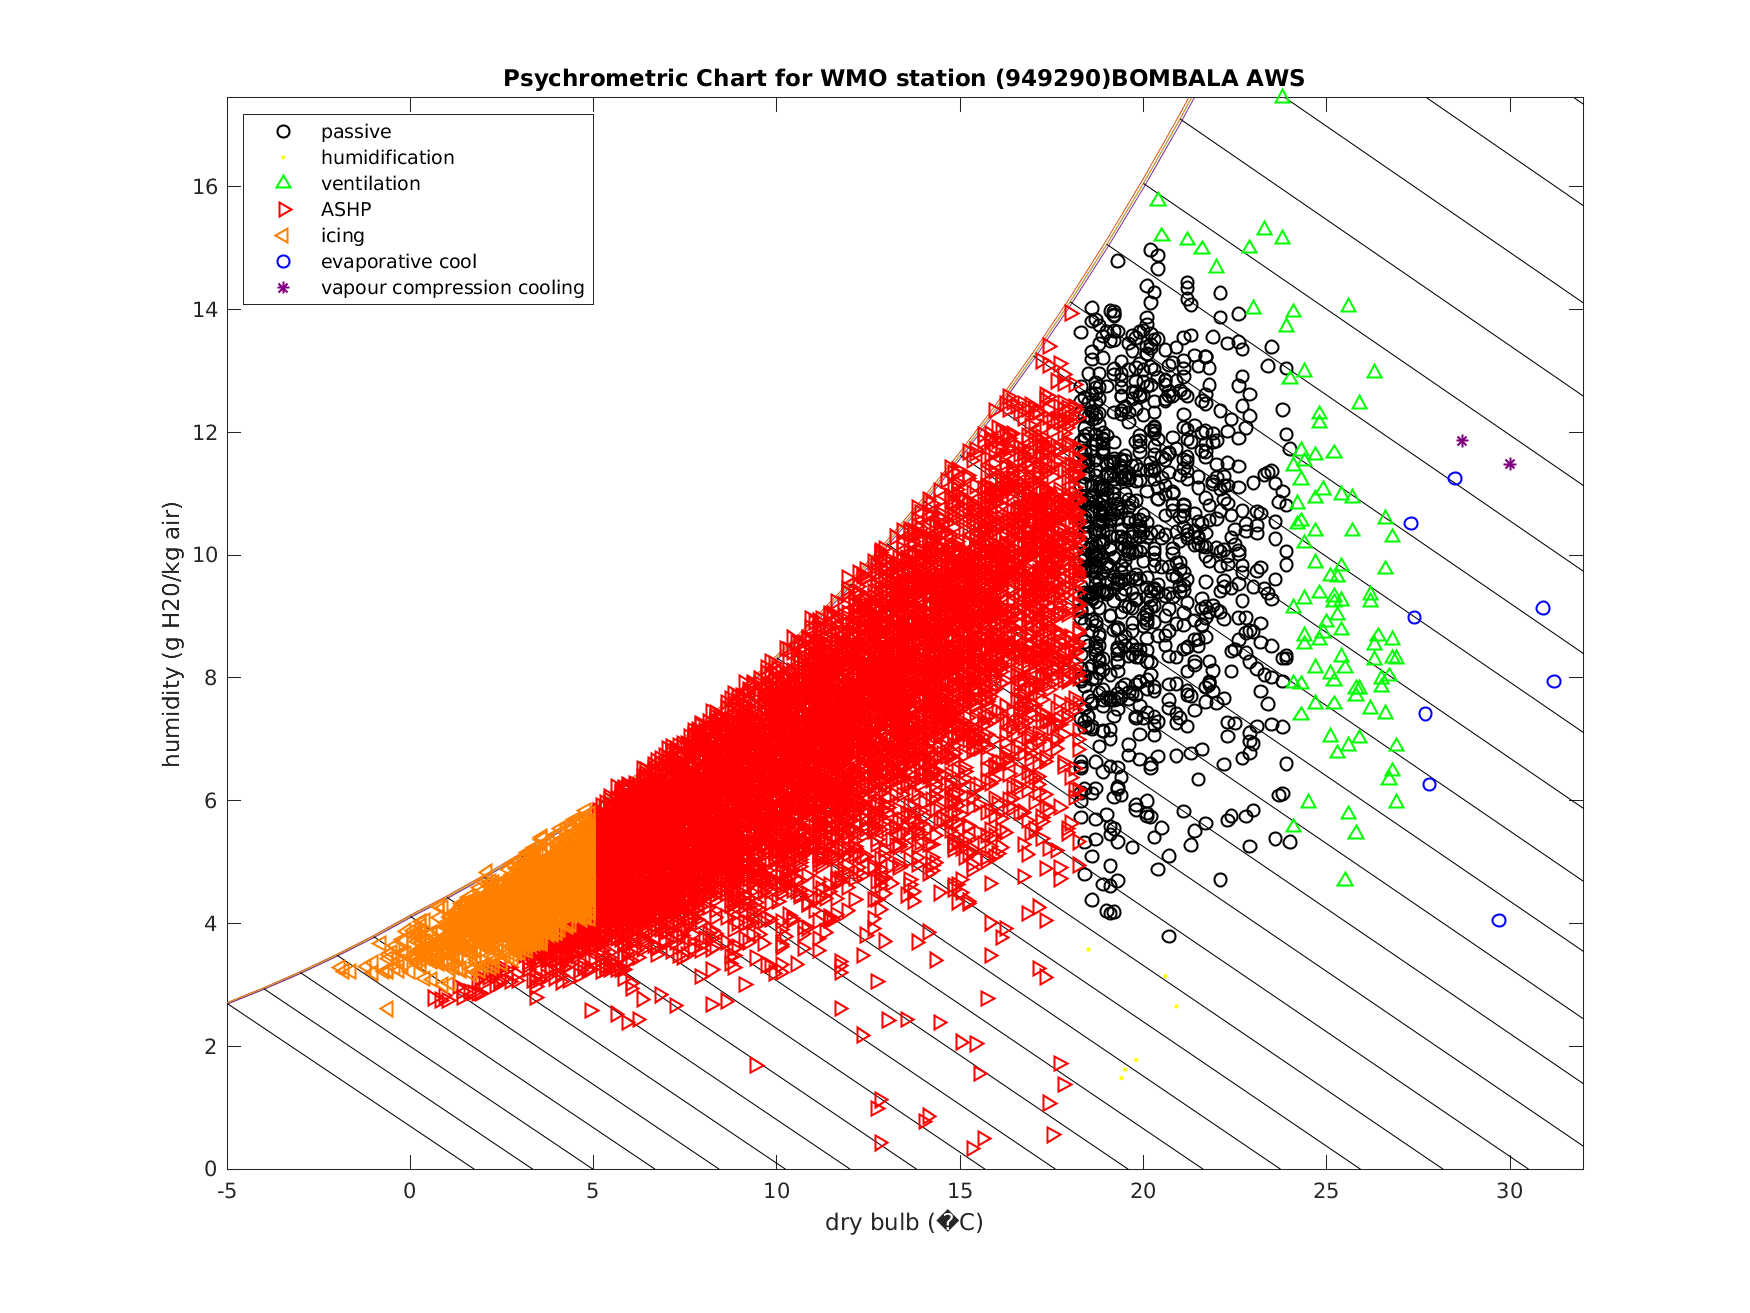 Psychrometric Chart for WMO station (949290)BOMBALA AWS
passive
humidification
ventilation
ASHP
icing
evaporative cool
vapour compression cooling
humidity (g H20/kg air)
16
14
12
10
8
6
4
2
0
-5 0 5 10 15 20 25 30
dry bulb (�C)